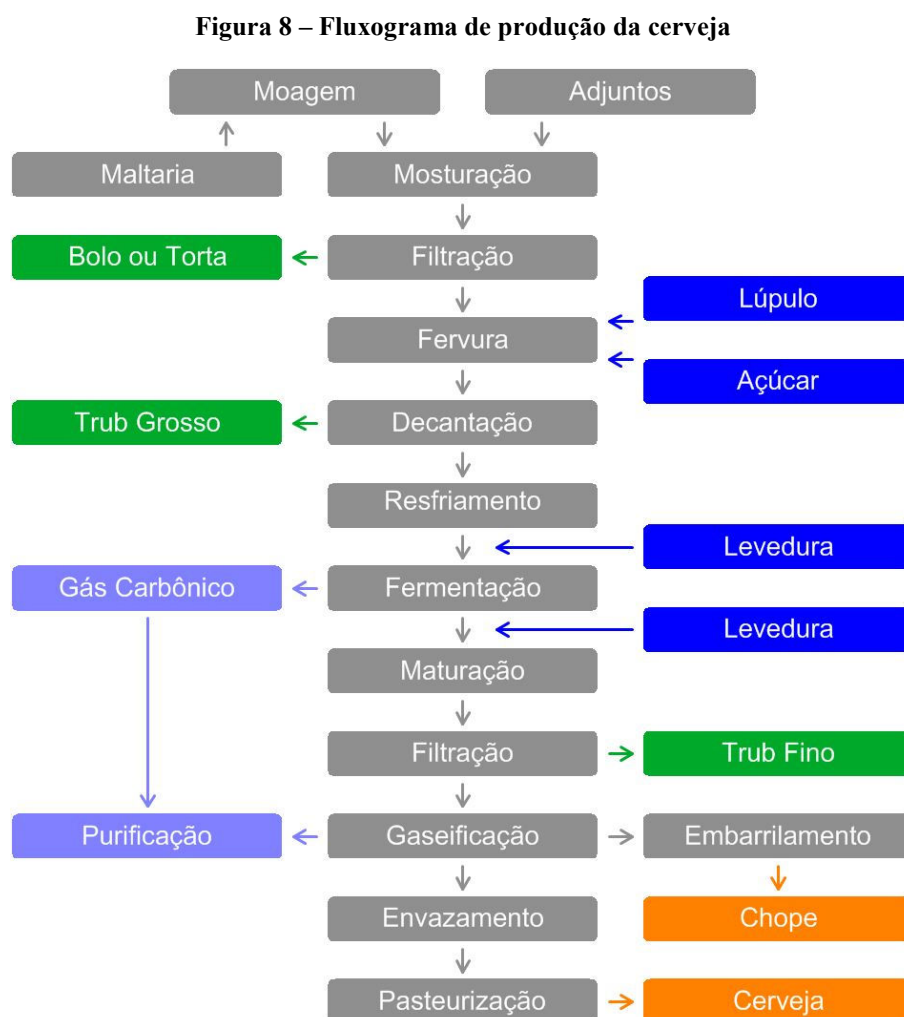 Figura 8 – Fluxograma de produção da cerveja
Moagem
Adjuntos
Maltaria
Mosturação
Bolo ou Torta
Filtração
Lúpulo
Fervura
Açúcar
Trub Grosso
Decantação
Resfriamento
Levedura
Gás Carbônico
Fermentação
Levedura
Maturação
Filtração
Trub Fino
Purificação
Gaseificação
Embarrilamento
Envazamento
Chope
Pasteurização
Cerveja